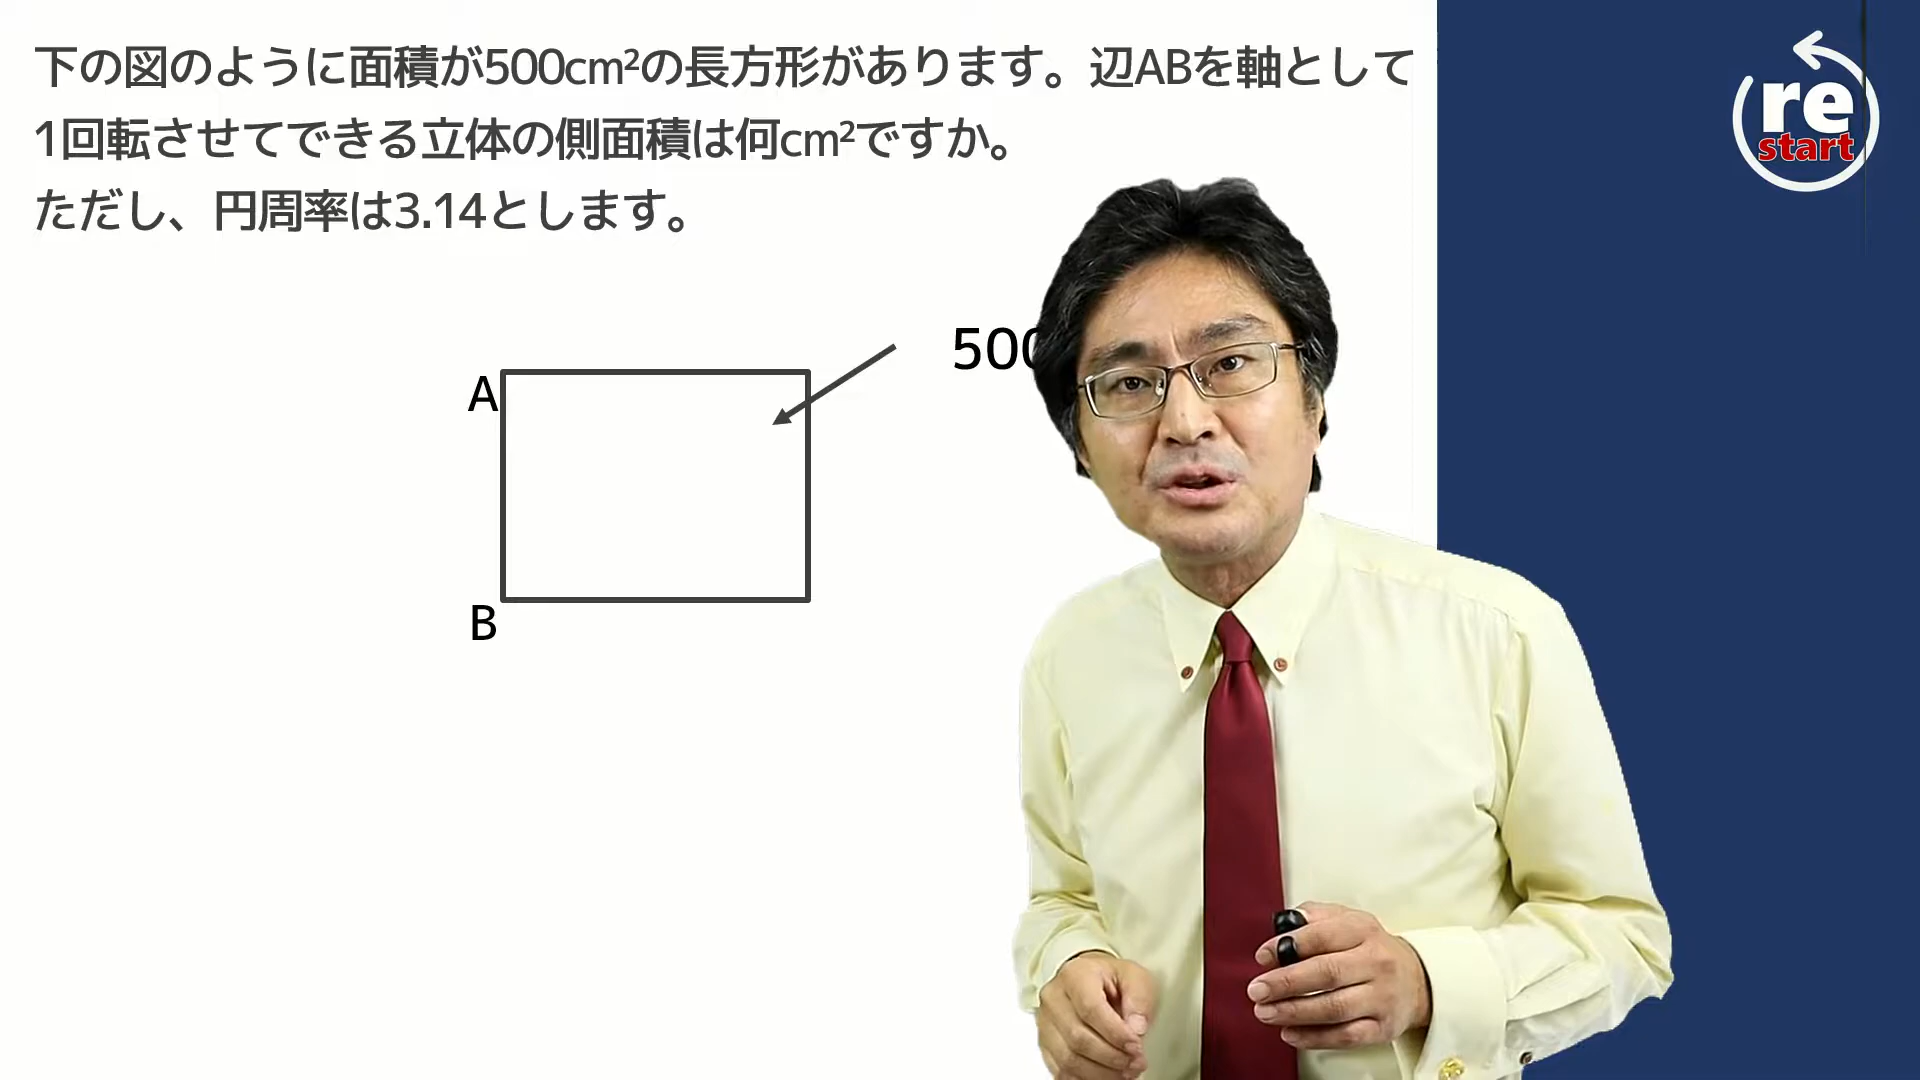 下の図のように面積が500cm²の長方形があります。辺ABを軸として
1回転させてできる立体の側面積は何cm²ですか。
ただし、円周率は3.14とします。
re
start
500
A
B